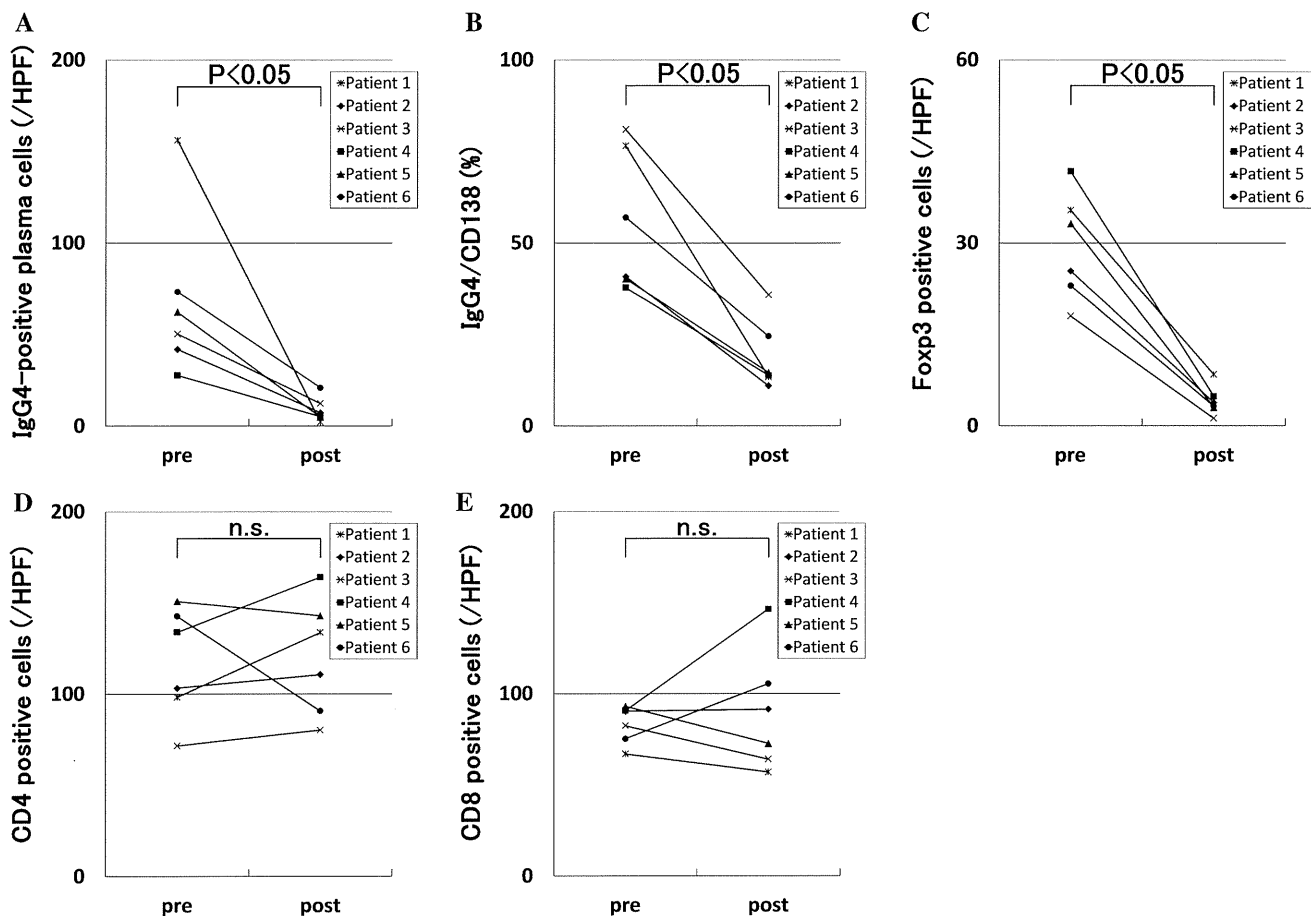 A
IgG4-positive plasma cells (/HPF)
200
100
0
P<0.05
Patient 1
Patient 2
Patient 3
Patient 4
Patient 5
Patient 6
pre post
B
IgG4/CD138 (%)
100
50
0
P<0.05
Patient 1
Patient 2
Patient 3
Patient 4
Patient 5
Patient 6
pre post
C
Foxp3 positive cells (/HPF)
60
30
0
P<0.05
Patient 1
Patient 2
Patient 3
Patient 4
Patient 5
Patient 6
pre post
D
CD4 positive cells (/HPF)
200
100
0
n.s.
Patient 1
Patient 2
Patient 3
Patient 4
Patient 5
Patient 6
pre post
E
CD8 positive cells (/HPF)
200
100
0
n.s.
Patient 1
Patient 2
Patient 3
Patient 4
Patient 5
Patient 6
pre post